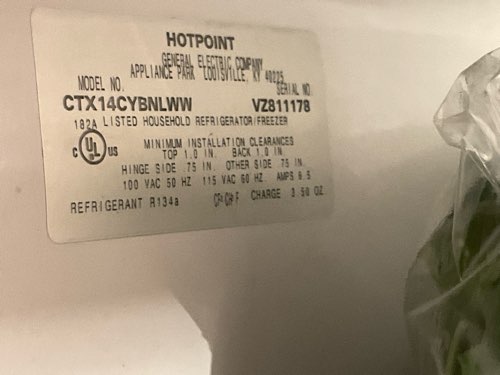 HOTPOINT
GENERAL ELECTRIC COMPANY
APPLIANCE PARK LOUISVILLE, KY 40225
MODEL NO. SERIAL NO.
CTX14CYBNLWW VZ811178
182A LISTED HOUSEHOLD REFRIGERATOR/FREEZER
C UL US
MINIMUM INSTALLATION CLEARANCES
TOP 1.0 IN. BACK 1.0 IN.
HINGE SIDE .75 IN. OTHER SIDE .75 IN.
100 VAC 50 HZ 115 VAC 60 HZ. AMPS 6.5
REFRIGERANT R134a CHARGE 3.50 OZ